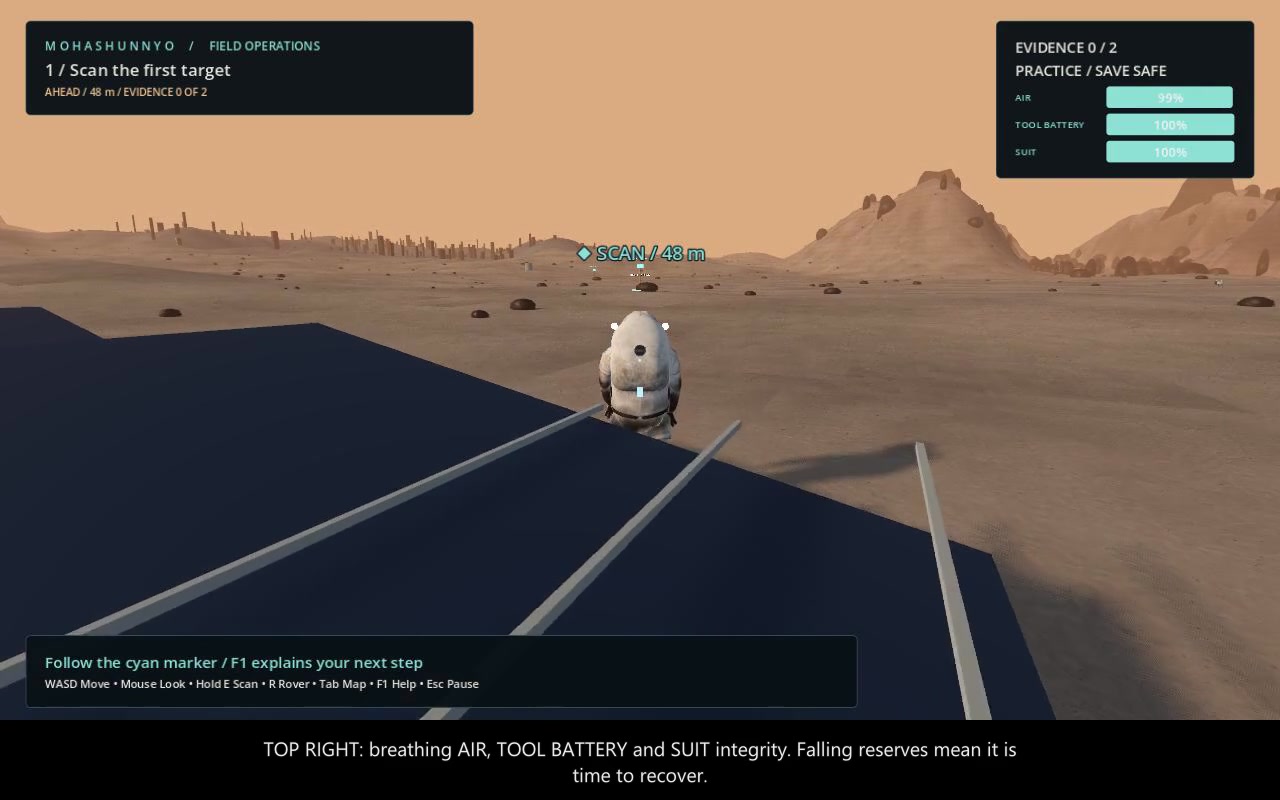 MOHASHUNNYO / FIELD OPERATIONS
1 / Scan the first target
AHEAD / 48 m / EVIDENCE 0 OF 2
EVIDENCE 0 / 2
PRACTICE / SAVE SAFE
AIR 99%
TOOL BATTERY 100%
SUIT 100%
SCAN / 48 m
Follow the cyan marker / F1 explains your next step
WASD Move • Mouse Look • Hold E Scan • R Rover • Tab Map • F1 Help • Esc Pause
TOP RIGHT: breathing AIR, TOOL BATTERY and SUIT integrity. Falling reserves mean it is
time to recover.